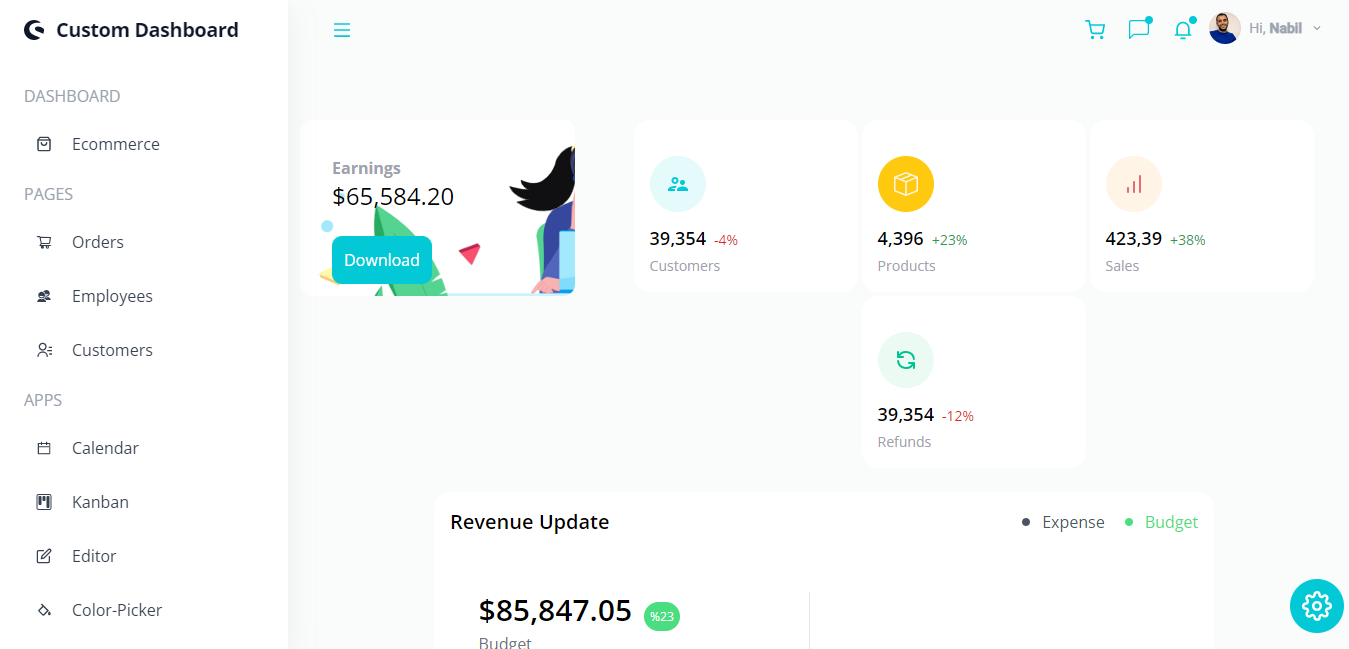 Custom Dashboard
Hi, Nabil
DASHBOARD
Ecommerce
PAGES
Orders
Employees
Customers
APPS
Calendar
Kanban
Editor
Color-Picker
Earnings
$65,584.20
Download
39,354 -4%
Customers
4,396 +23%
Products
423,39 +38%
Sales
39,354 -12%
Refunds
Revenue Update
Expense
Budget
$85,847.05 %23
Budget